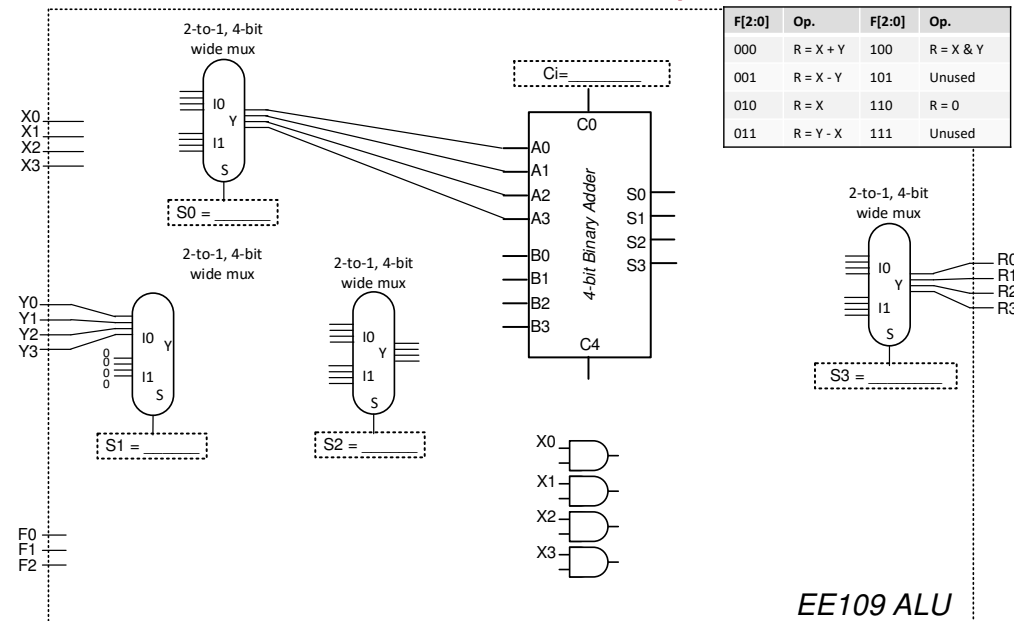 2-to-1, 4-bit
wide mux
I0
Y
I1
S
S0 = ______
X0
X1
X2
X3
Ci=________
C0
A0
A1
A2
A3
B0
B1
B2
B3
4-bit Binary Adder
S0
S1
S2
S3
C4
F[2:0] Op. F[2:0] Op.
000 R = X + Y 100 R = X & Y
001 R = X - Y 101 Unused
010 R = X 110 R = 0
011 R = Y - X 111 Unused
2-to-1, 4-bit
wide mux
I0
Y
I1
S
S3 = ________
R0
R1
R2
R3
2-to-1, 4-bit
wide mux
Y0
Y1
Y2
Y3
0
0
0
0
I0
Y
I1
S
S1 = ______
2-to-1, 4-bit
wide mux
I0
Y
I1
S
S2 = ______
X0
X1
X2
X3
F0
F1
F2
EE109 ALU